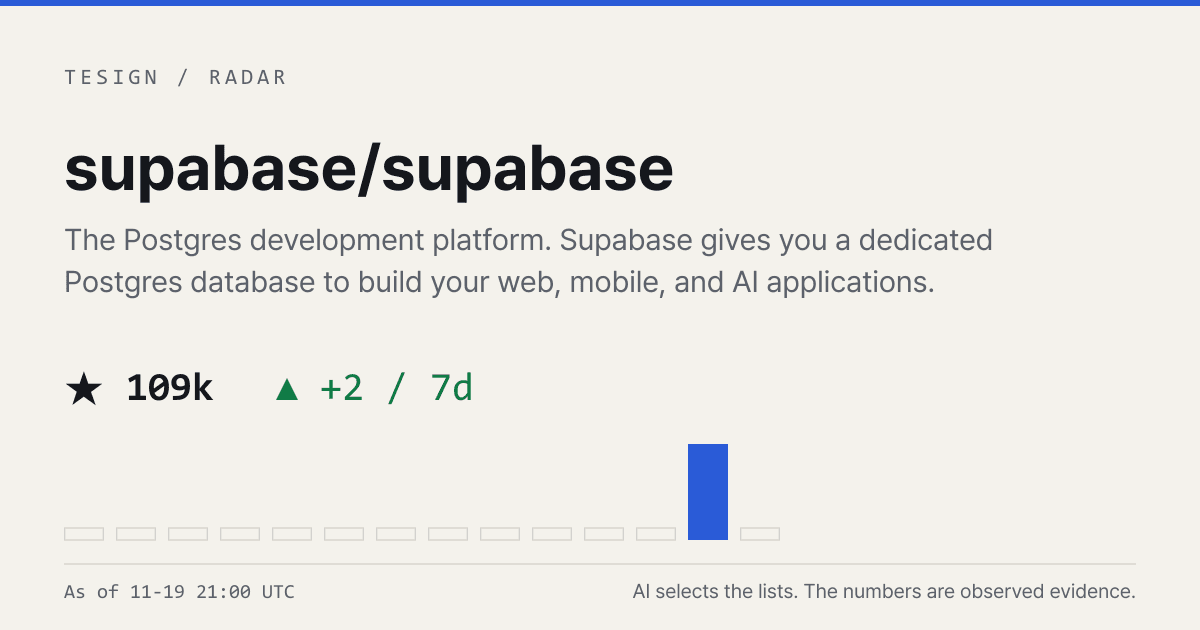 TESIGN / RADAR
supabase/supabase
The Postgres development platform. Supabase gives you a dedicated
Postgres database to build your web, mobile, and AI applications.
★ 109k ▲ +2 / 7d
As of 11-19 21:00 UTC
AI selects the lists. The numbers are observed evidence.